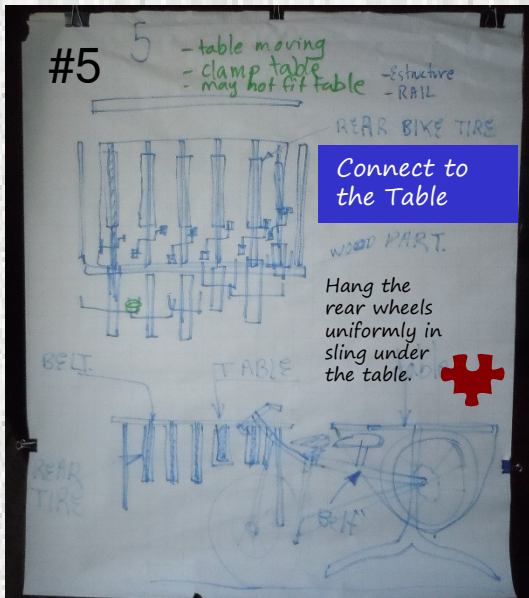 #5
5
- table moving
- clamp table
- may not fit table
- Estructure
- RAIL
REAR BIKE TIRE
Connect to
the Table
WOOD PART.
Hang the
rear wheels
uniformly in
sling under
the table.
BELT.
TABLE
REAR
TIRE
BELT